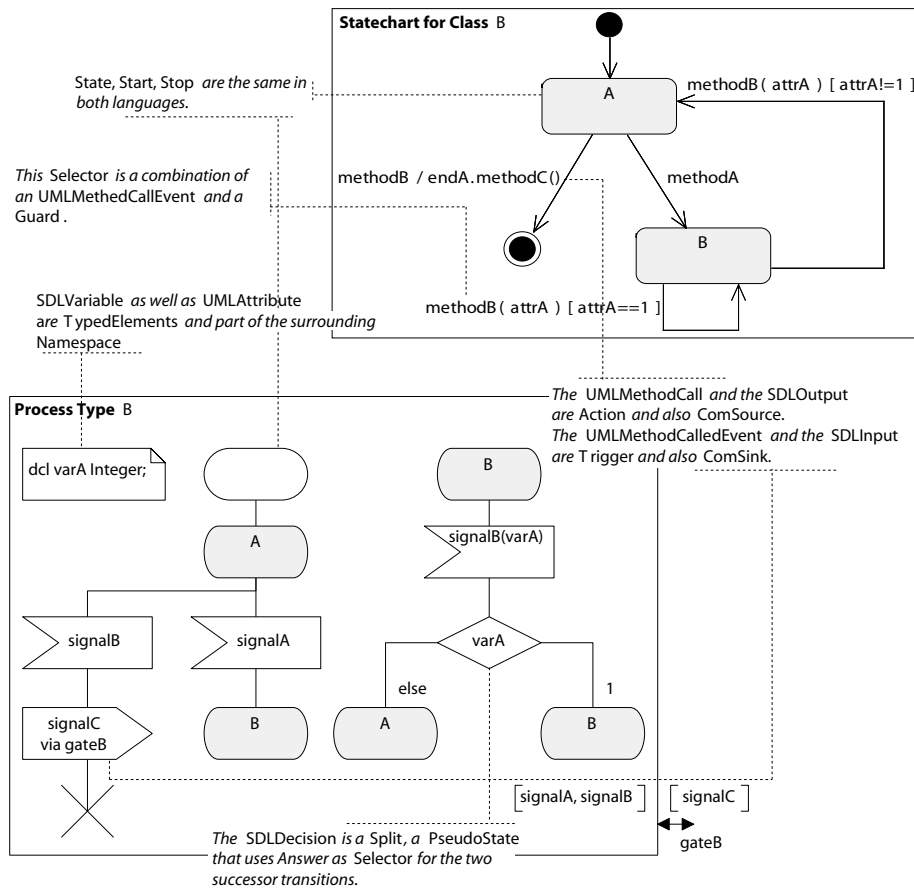 Statechart for Class B
State, Start, Stop are the same in
both languages.
A
methodB ( attrA ) [ attrA!=1 ]
This Selector is a combination of
an UMLMethedCallEvent and a
Guard .
methodB / endA.methodC()
methodA
B
SDLVariable as well as UMLAttribute
are TypedElements and part of the surrounding
Namespace
methodB ( attrA ) [ attrA==1 ]
The UMLMethodCall and the SDLOutput
are Action and also ComSource.
The UMLMethodCalledEvent and the SDLInput
are Trigger and also ComSink.
Process Type B
dcl varA Integer;
B
A
signalB(varA)
signalB
signalA
varA
else
1
signalC
via gateB
B
A
B
[signalA, signalB]
[signalC]
gateB
The SDLDecision is a Split, a PseudoState
that uses Answer as Selector for the two
successor transitions.